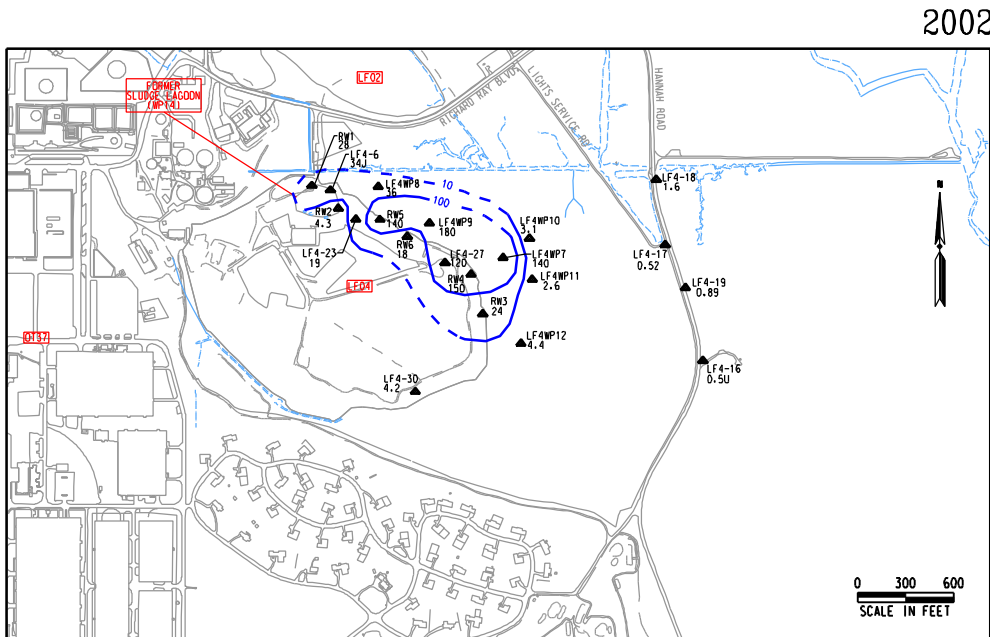 2002
LF02
FORMER
SLUDGE LAGOON
(WP14)
RICHARD RAY BLVD
LIGHTS SERVICE RD
HANNAH ROAD
RW1
28
LF4-6
34J
LF4WP8
36
10
100
LF4-18
1.6
N
RW2
4.3
RW5
140
LF4WP9
180
LF4WP10
3.1
LF4-23
19
RW6
18
LF4-27
120
LF4WP7
140
LF4-17
0.52
RW4
150
LF4WP11
2.6
LF04
LF4-19
0.89
RW3
24
OT37
LF4WP12
4.4
LF4-16
0.5U
LF4-30
4.2
0 300 600
SCALE IN FEET